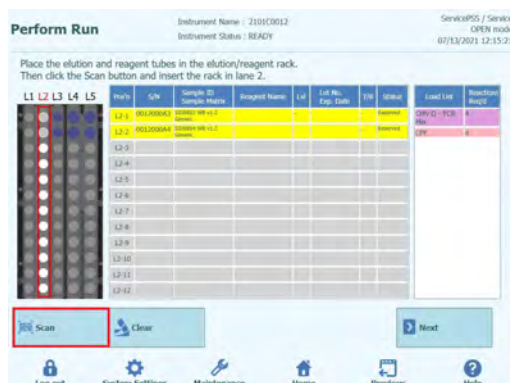 Perform Run
Instrument Name : 2101C0012
Instrument Status : READY
ServicePSS / Service
OPEN mode
07/13/2021 12:15:2
Place the elution and reagent tubes in the elution/reagent rack.
Then click the Scan button and insert the rack in lane 2.
L1 L2 L3 L4 L5
Pos'n S/N Sample ID Sample Matrix Reagent Name Lvl Lot No. Exp. Date T/N Status
L2-1
L2-2
L2-3
L2-4
L2-5
L2-6
L2-7
L2-8
L2-9
L2-10
L2-11
L2-12
Load List Reaction Req'd
4
4
Scan
Clear
Next
Log out
System Settings
Maintenance
Home
Previous
Help